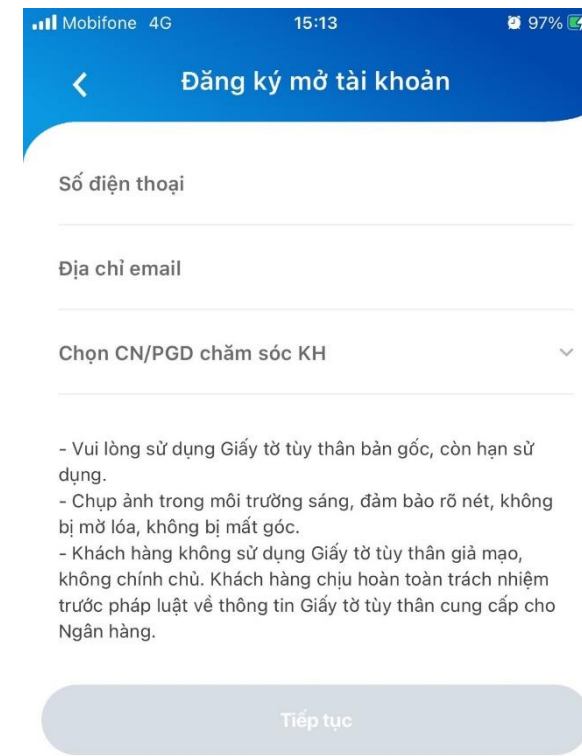 Mobifone 4G 15:13 97%
Đăng ký mở tài khoản
Số điện thoại
Địa chỉ email
Chọn CN/PGD chăm sóc KH
- Vui lòng sử dụng Giấy tờ tùy thân bản gốc, còn hạn sử
dụng.
- Chụp ảnh trong môi trường sáng, đảm bảo rõ nét, không
bị mờ lóa, không bị mất góc.
- Khách hàng không sử dụng Giấy tờ tùy thân giả mạo,
không chính chủ. Khách hàng chịu hoàn toàn trách nhiệm
trước pháp luật về thông tin Giấy tờ tùy thân cung cấp cho
Ngân hàng.
Tiếp tục